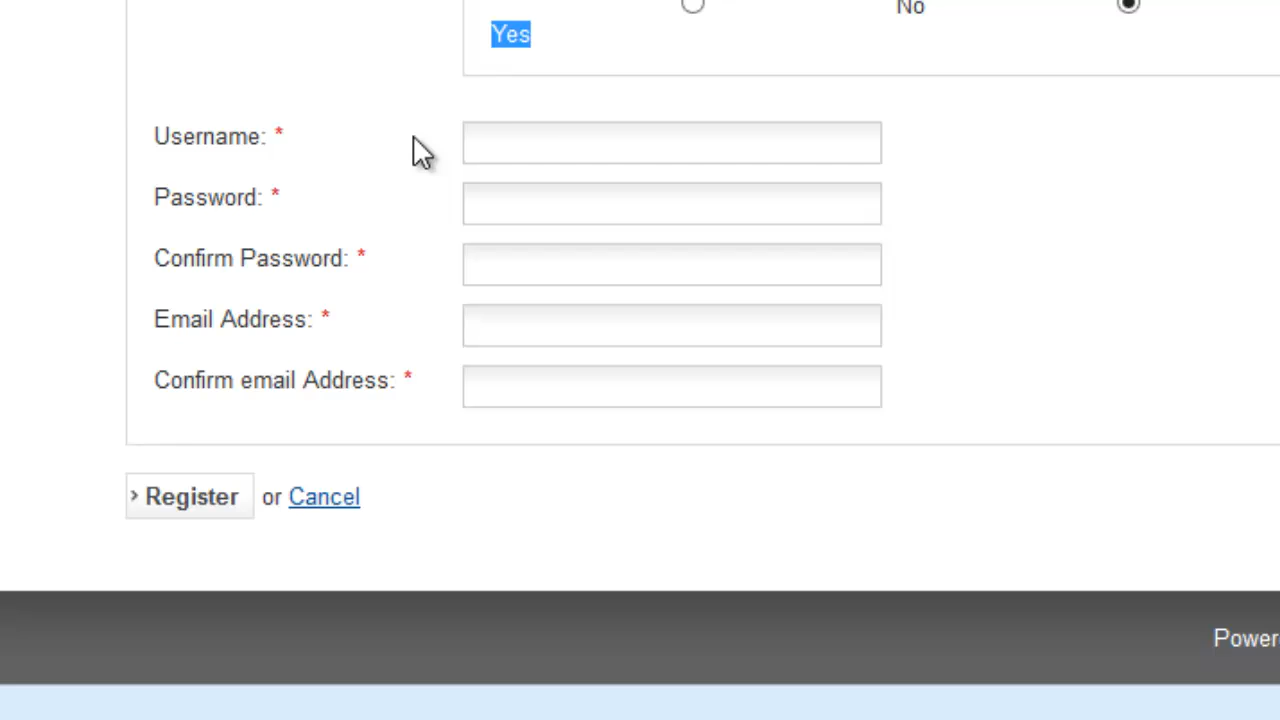 No
Yes
Username: *
Password: *
Confirm Password: *
Email Address: *
Confirm email Address: *
› Register or Cancel
Power